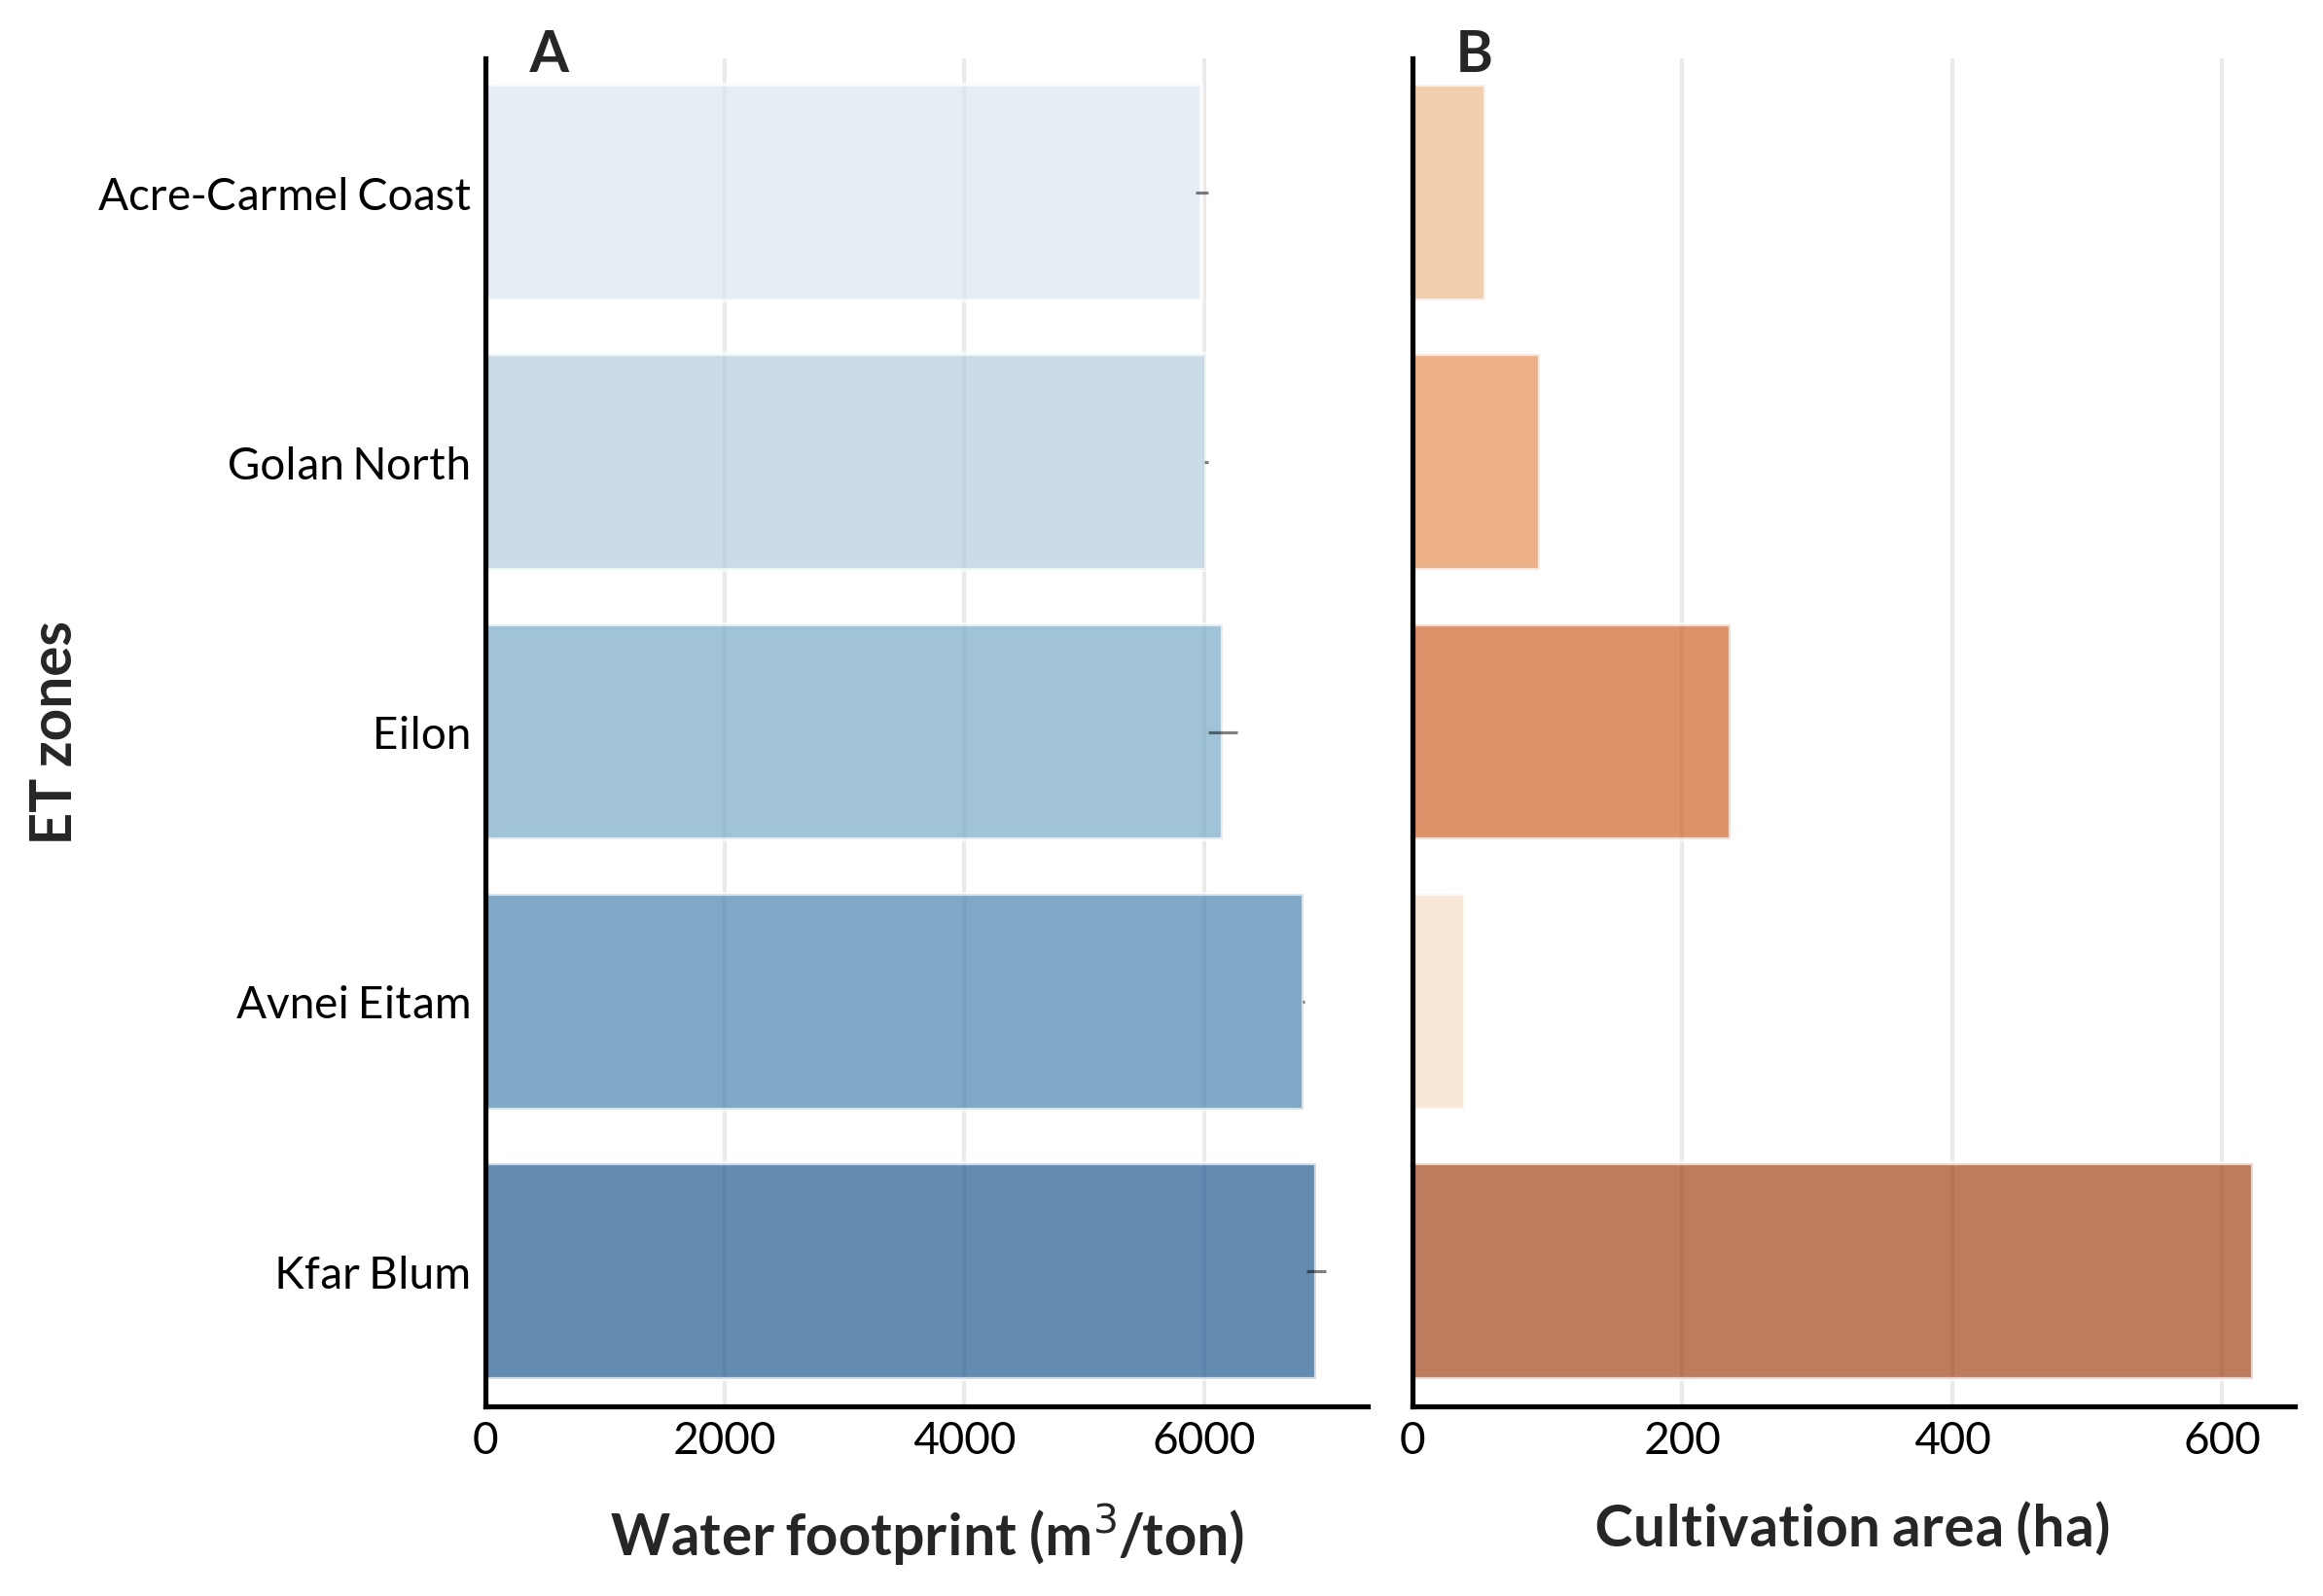 A
B
Acre-Carmel Coast
Golan North
Eilon
Avnei Eitam
Kfar Blum
ET zones
0 2000 4000 6000
0 200 400 600
Water footprint (m³/ton)
Cultivation area (ha)